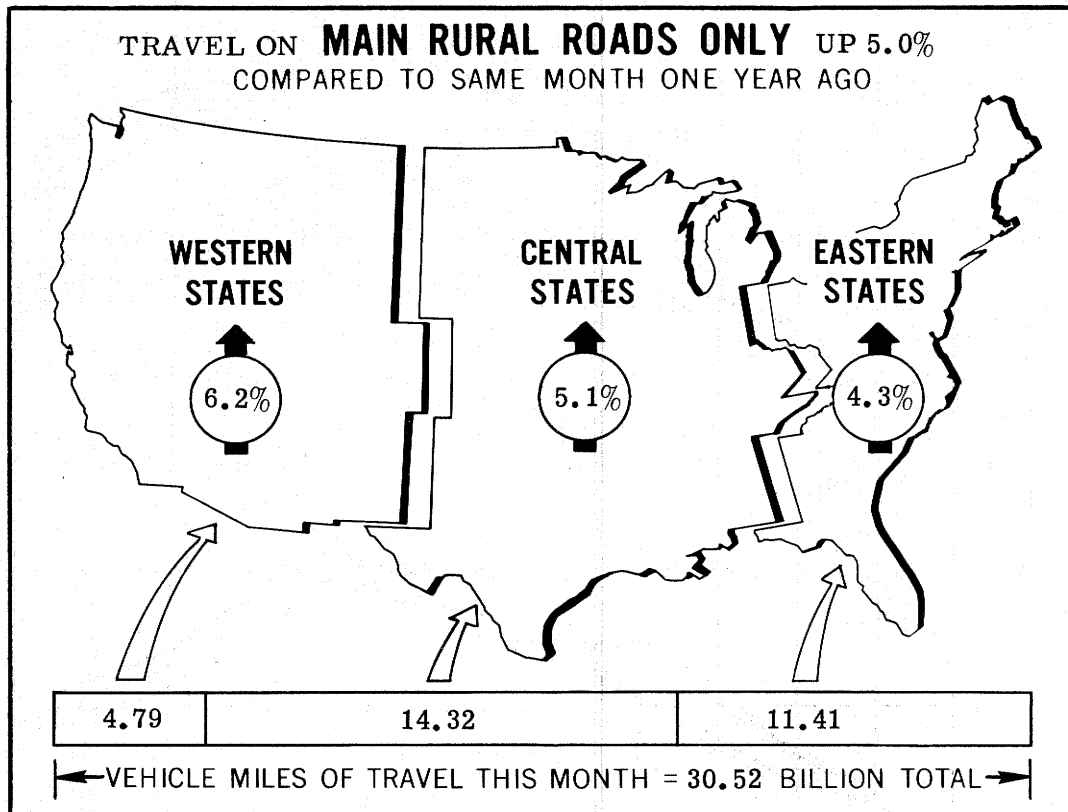 TRAVEL ON MAIN RURAL ROADS ONLY UP 5.0%
COMPARED TO SAME MONTH ONE YEAR AGO
WESTERN
STATES
6.2%
CENTRAL
STATES
5.1%
EASTERN
STATES
4.3%
4.79 14.32 11.41
VEHICLE MILES OF TRAVEL THIS MONTH = 30.52 BILLION TOTAL